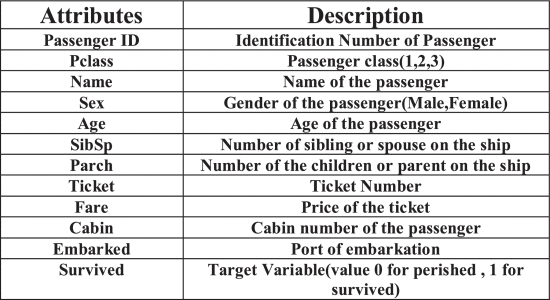 Attributes Description
Passenger ID Identification Number of Passenger
Pclass Passenger class(1,2,3)
Name Name of the passenger
Sex Gender of the passenger(Male,Female)
Age Age of the passenger
SibSp Number of sibling or spouse on the ship
Parch Number of the children or parent on the ship
Ticket Ticket Number
Fare Price of the ticket
Cabin Cabin number of the passenger
Embarked Port of embarkation
Survived Target Variable(value 0 for perished , 1 for
survived)